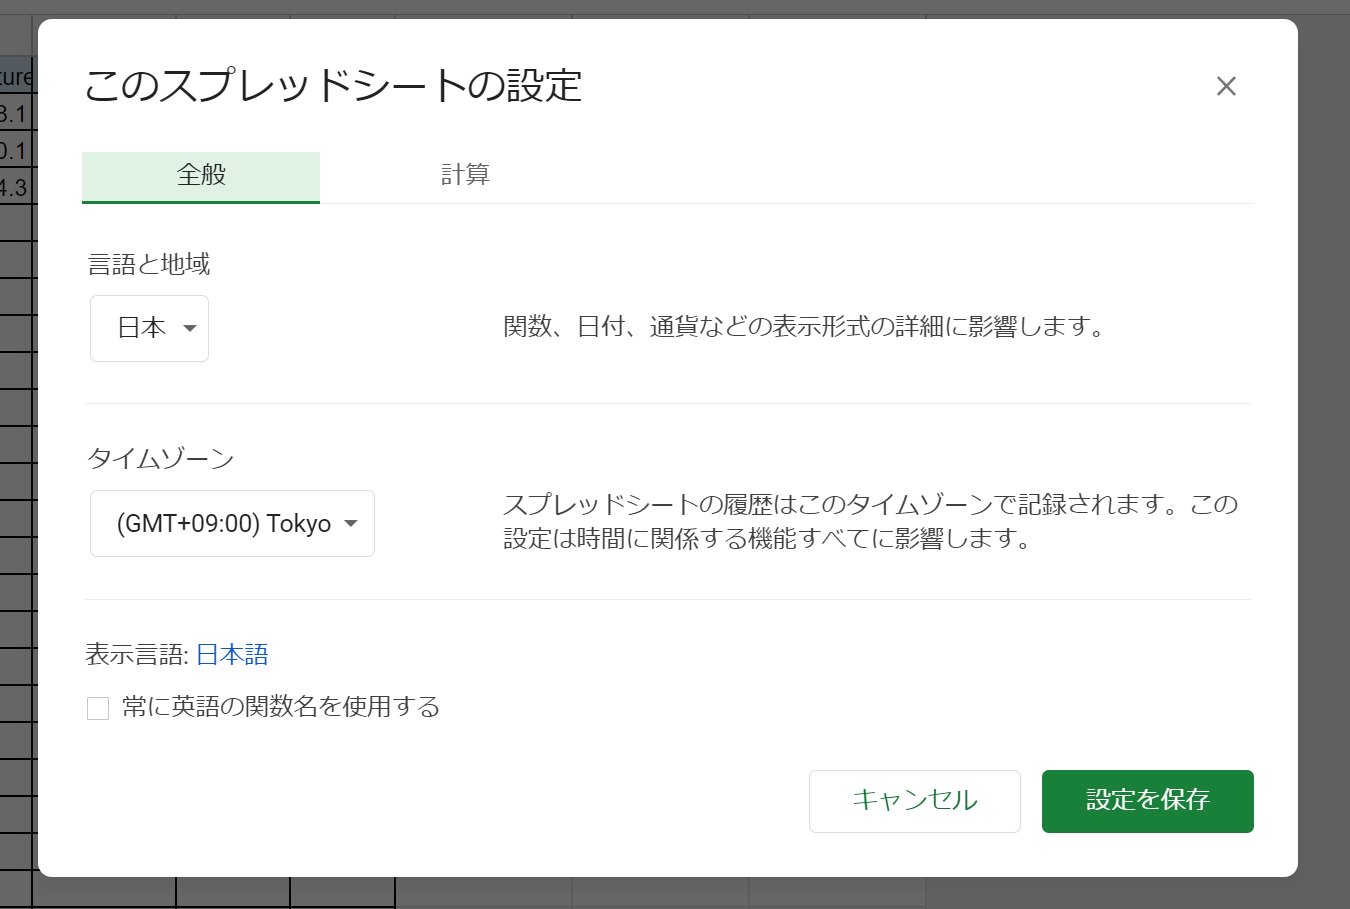 ture
3.1
0.1
4.3
このスプレッドシートの設定
全般
計算
言語と地域
日本
関数、日付、通貨などの表示形式の詳細に影響します。
タイムゾーン
(GMT+09:00) Tokyo
スプレッドシートの履歴はこのタイムゾーンで記録されます。この
設定は時間に関係する機能すべてに影響します。
表示言語: 日本語
常に英語の関数名を使用する
キャンセル
設定を保存